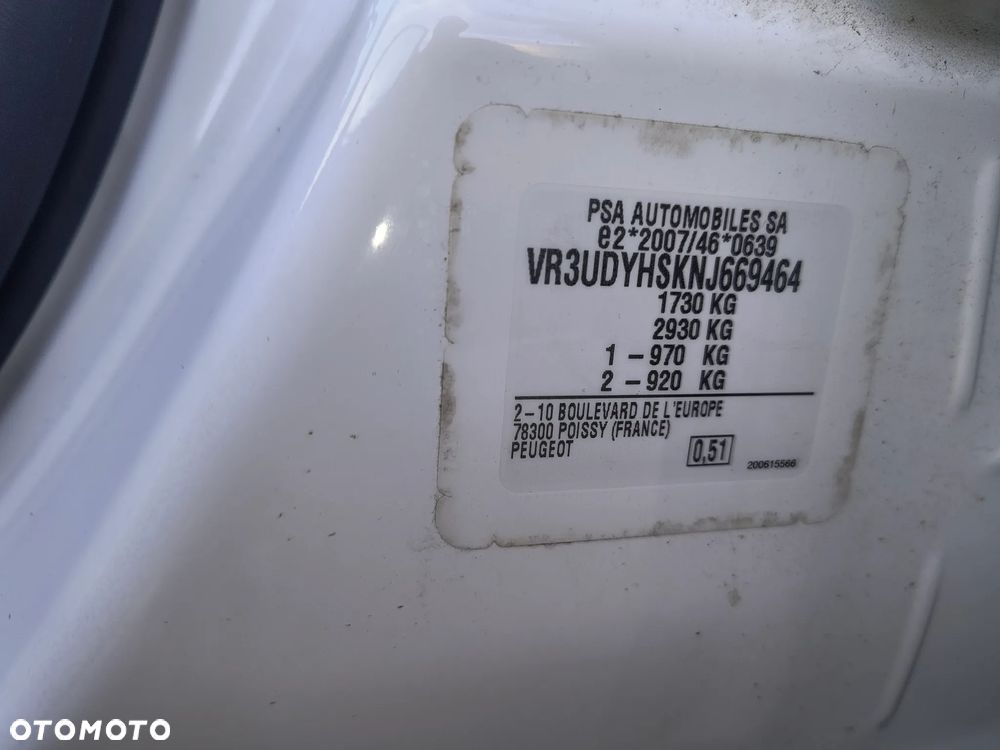 PSA AUTOMOBILES SA
e2*2007/46*0639
VR3UDYHSKNJ669464
1730 KG
2930 KG
1 – 970 KG
2 – 920 KG
2–10 BOULEVARD DE L'EUROPE
78300 POISSY (FRANCE)
PEUGEOT
0,51
200615566
OTOMOTO